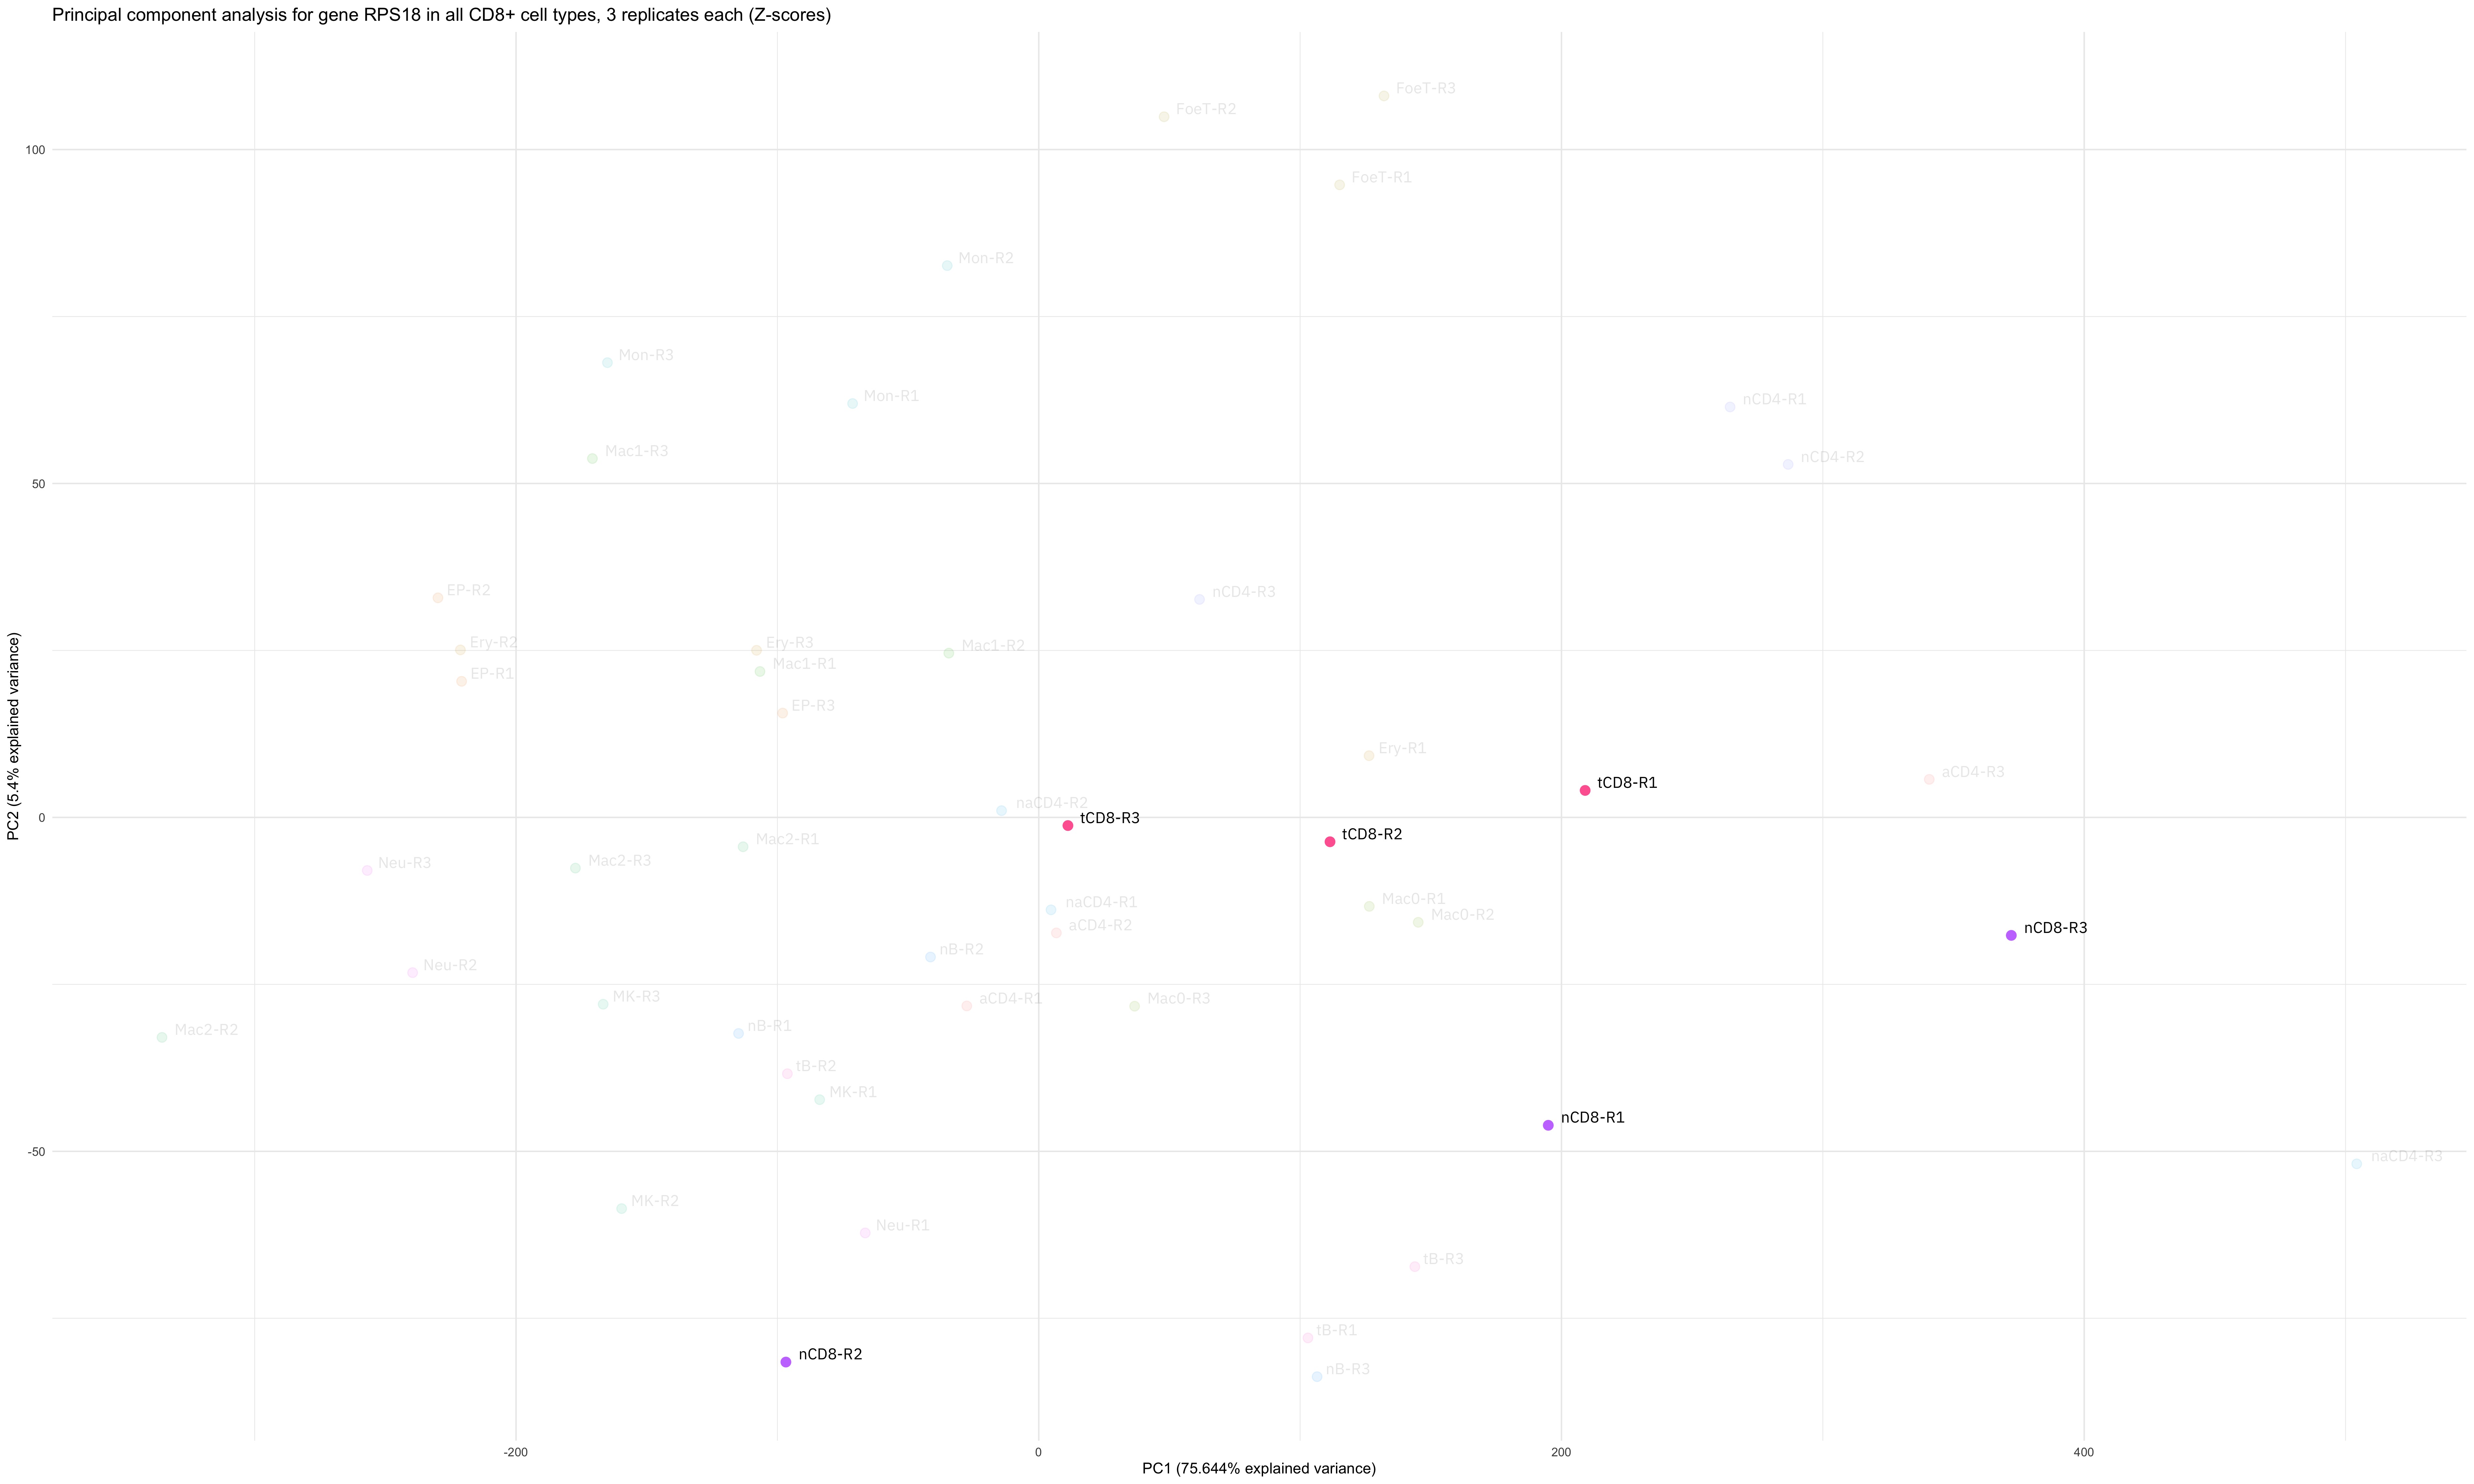 Principal component analysis for gene RPS18 in all CD8+ cell types, 3 replicates each (Z-scores)
FoeT-R3
FoeT-R2
100
FoeT-R1
Mon-R2
Mon-R3
Mon-R1
nCD4-R1
Mac1-R3
nCD4-R2
50
EP-R2
nCD4-R3
Ery-R2
Ery-R3
Mac1-R2
Mac1-R1
EP-R1
EP-R3
Ery-R1
aCD4-R3
tCD8-R1
naCD4-R2
tCD8-R3
0
tCD8-R2
Mac2-R1
Mac2-R3
Neu-R3
Mac0-R1
naCD4-R1
Mac0-R2
aCD4-R2
nCD8-R3
nB-R2
Neu-R2
MK-R3
aCD4-R1
Mac0-R3
nB-R1
Mac2-R2
tB-R2
MK-R1
nCD8-R1
-50
naCD4-R3
MK-R2
Neu-R1
tB-R3
tB-R1
nCD8-R2
nB-R3
PC2 (5.4% explained variance)
-200
0
200
400
PC1 (75.644% explained variance)